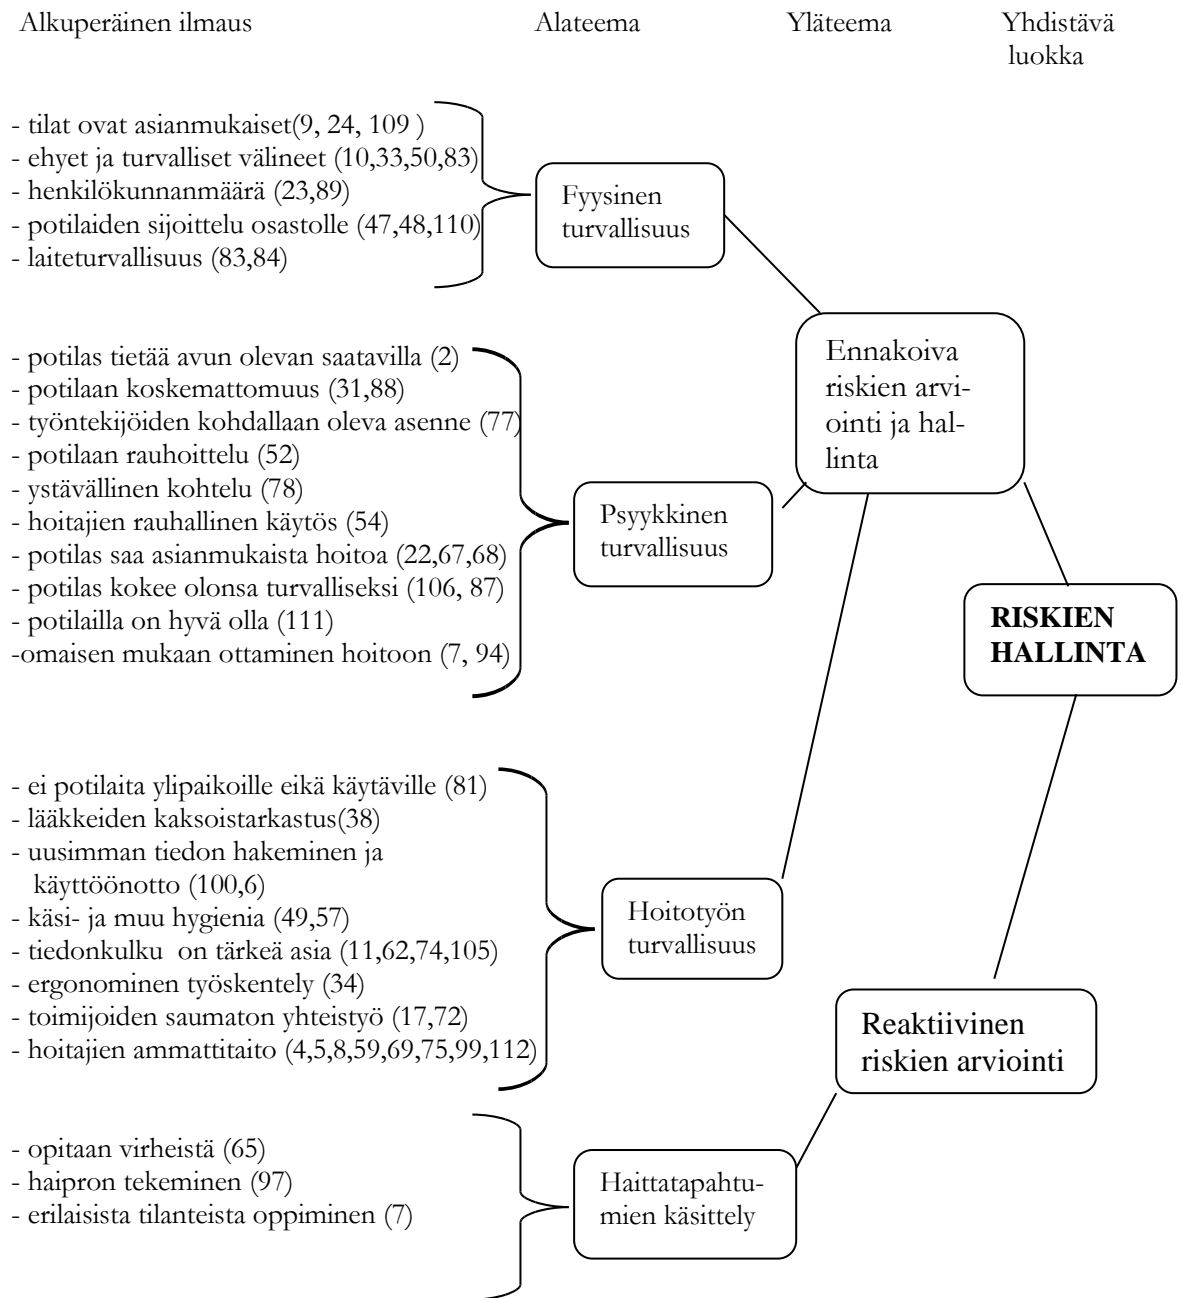 Alkuperäinen ilmaus
Alateema
Yläteema
Yhdistävä
luokka
- tilat ovat asianmukaiset(9, 24, 109 )
- ehyet ja turvalliset välineet (10,33,50,83)
- henkilökunnanmäärä (23,89)
- potilaiden sijoittelu osastolle (47,48,110)
- laiteturvallisuus (83,84)
Fyysinen
turvallisuus
- potilas tietää avun olevan saatavilla (2)
- potilaan koskemattomuus (31,88)
- työntekijöiden kohdallaan oleva asenne (77)
- potilaan rauhoittelu (52)
- ystävällinen kohtelu (78)
- hoitajien rauhallinen käytös (54)
- potilas saa asianmukaista hoitoa (22,67,68)
- potilas kokee olonsa turvalliseksi (106, 87)
- potilailla on hyvä olla (111)
-omaisen mukaan ottaminen hoitoon (7, 94)
Psyykkinen
turvallisuus
Ennakoiva
riskien arvi-
ointi ja hal-
linta
RISKIEN
HALLINTA
- ei potilaita ylipaikoille eikä käytäville (81)
- lääkkeiden kaksoistarkastus(38)
- uusimman tiedon hakeminen ja
käyttöönotto (100,6)
- käsi- ja muu hygienia (49,57)
- tiedonkulku  on tärkeä asia (11,62,74,105)
- ergonominen työskentely (34)
- toimijoiden saumaton yhteistyö (17,72)
- hoitajien ammattitaito (4,5,8,59,69,75,99,112)
Hoitotyön
turvallisuus
Reaktiivinen
riskien arviointi
- opitaan virheistä (65)
- haipron tekeminen (97)
- erilaisista tilanteista oppiminen (7)
Haittatapahtu-
mien käsittely